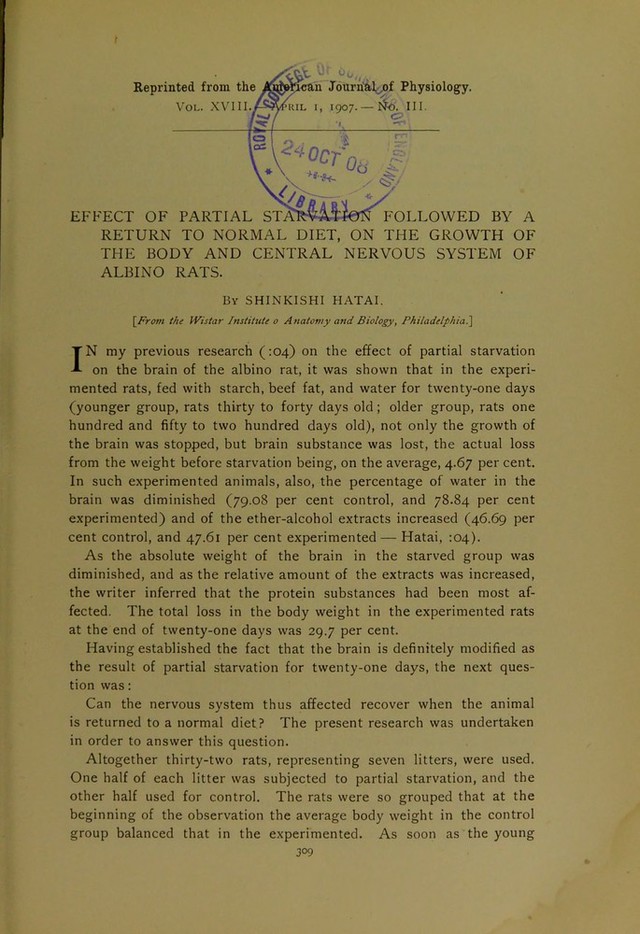 Reprinted from the American Journal of Physiology.
VOL. XVIII.—APRIL 1, 1907.—No. III.
ROYAL COLLEGE OF SURGEONS OF ENGLAND
24 OCT 08
* LIBRARY *
EFFECT OF PARTIAL STARVATION FOLLOWED BY A
RETURN TO NORMAL DIET, ON THE GROWTH OF
THE BODY AND CENTRAL NERVOUS SYSTEM OF
ALBINO RATS.
BY SHINKISHI HATAI.
[From the Wistar Institute o Anatomy and Biology, Philadelphia.]
IN my previous research (:04) on the effect of partial starvation
on the brain of the albino rat, it was shown that in the experi-
mented rats, fed with starch, beef fat, and water for twenty-one days
(younger group, rats thirty to forty days old; older group, rats one
hundred and fifty to two hundred days old), not only the growth of
the brain was stopped, but brain substance was lost, the actual loss
from the weight before starvation being, on the average, 4.67 per cent.
In such experimented animals, also, the percentage of water in the
brain was diminished (79.08 per cent control, and 78.84 per cent
experimented) and of the ether-alcohol extracts increased (46.69 per
cent control, and 47.61 per cent experimented — Hatai, :04).
As the absolute weight of the brain in the starved group was
diminished, and as the relative amount of the extracts was increased,
the writer inferred that the protein substances had been most af-
fected. The total loss in the body weight in the experimented rats
at the end of twenty-one days was 29.7 per cent.
Having established the fact that the brain is definitely modified as
the result of partial starvation for twenty-one days, the next ques-
tion was:
Can the nervous system thus affected recover when the animal
is returned to a normal diet? The present research was undertaken
in order to answer this question.
Altogether thirty-two rats, representing seven litters, were used.
One half of each litter was subjected to partial starvation, and the
other half used for control. The rats were so grouped that at the
beginning of the observation the average body weight in the control
group balanced that in the experimented. As soon as the young
309